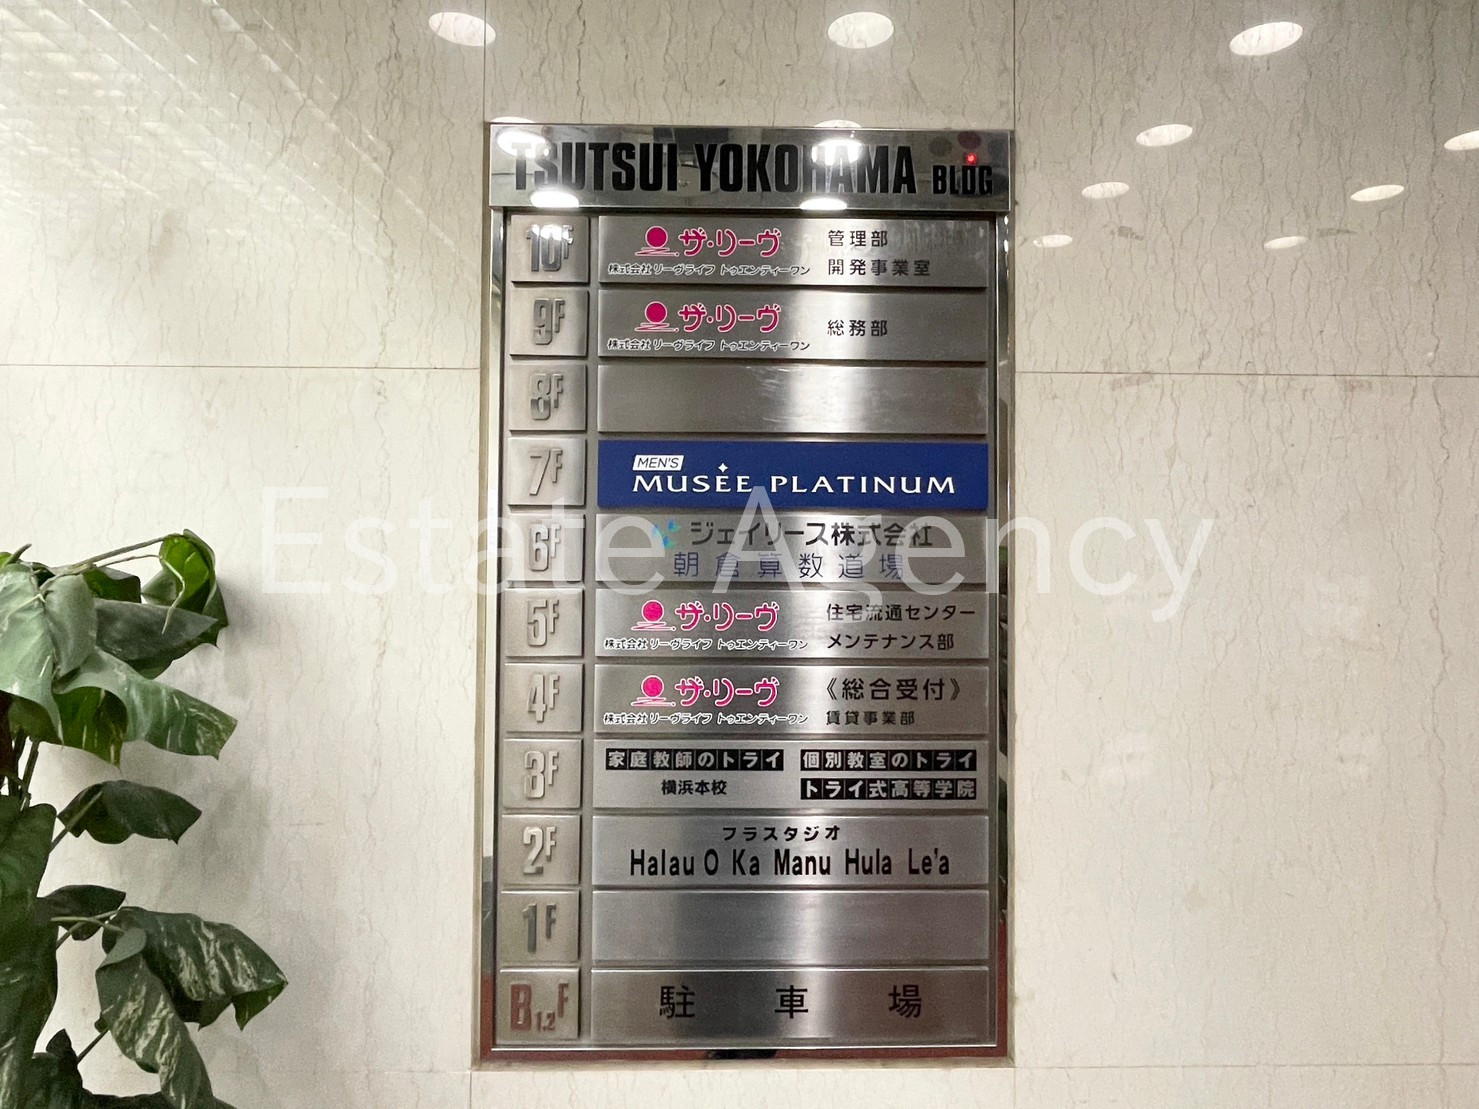 TSUTSUI YOKOHAMA BLDG
10F
ザ・リーヴ
株式会社 リーヴライフ トゥエンティーワン
管理部
開発事業室
9F
ザ・リーヴ
株式会社 リーヴライフ トゥエンティーワン
総務部
8F
7F
MEN'S
MUSÉE PLATINUM
6F
ジェイリース株式会社
朝倉算数道場
5F
ザ・リーヴ
株式会社 リーヴライフ トゥエンティーワン
住宅流通センター
メンテナンス部
4F
ザ・リーヴ
株式会社 リーヴライフ トゥエンティーワン
《総合受付》
賃貸事業部
3F
家庭教師のトライ
横浜本校
個別教室のトライ
トライ式高等学院
2F
フラスタジオ
Halau O Ka Manu Hula Le'a
1F
B1.2F
駐車場
Estate Agency